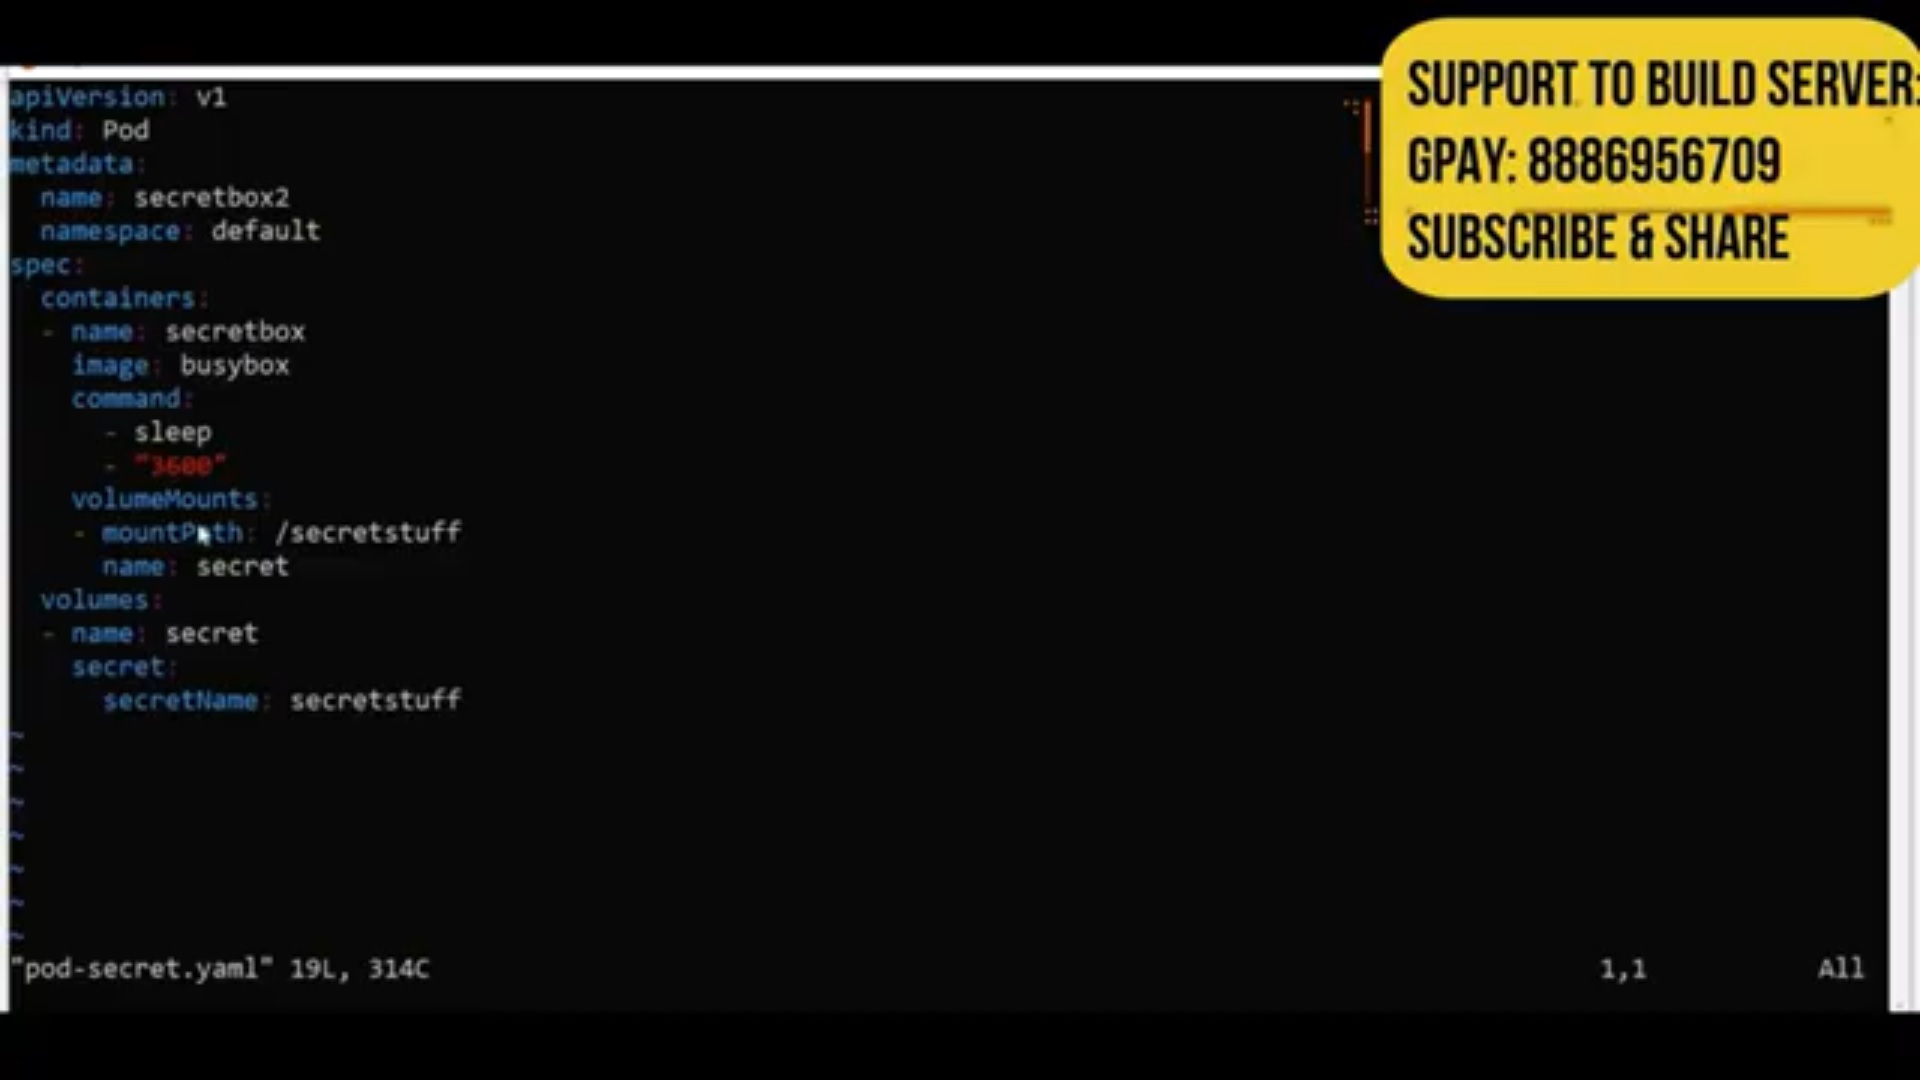 apiVersion: v1
kind: Pod
metadata:
  name: secretbox2
  namespace: default
spec:
  containers:
  - name: secretbox
    image: busybox
    command:
      - sleep
      - "3600"
    volumeMounts:
    - mountPath: /secretstuff
      name: secret
  volumes:
  - name: secret
    secret:
      secretName: secretstuff
~
~
~
~
~
~
~
"pod-secret.yaml" 19L, 314C 1,1 All
SUPPORT TO BUILD SERVER:
GPAY: 8886956709
SUBSCRIBE & SHARE